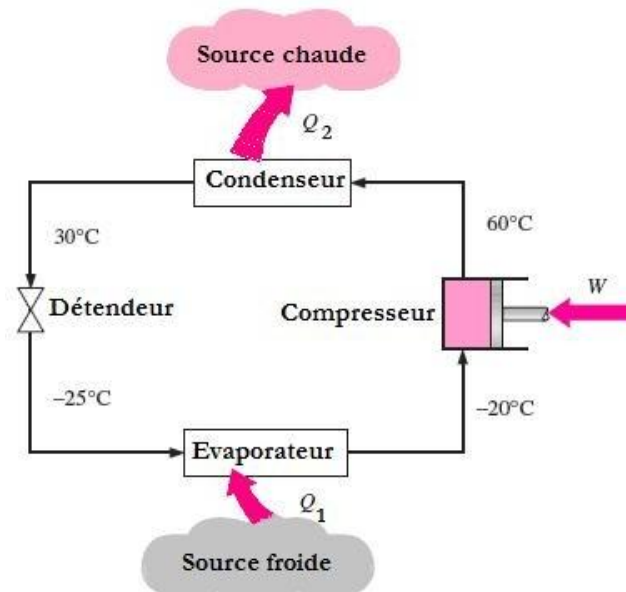 Source chaude
Q2
Condenseur
30°C
60°C
Détendeur
Compresseur
W
−25°C
−20°C
Evaporateur
Q1
Source froide